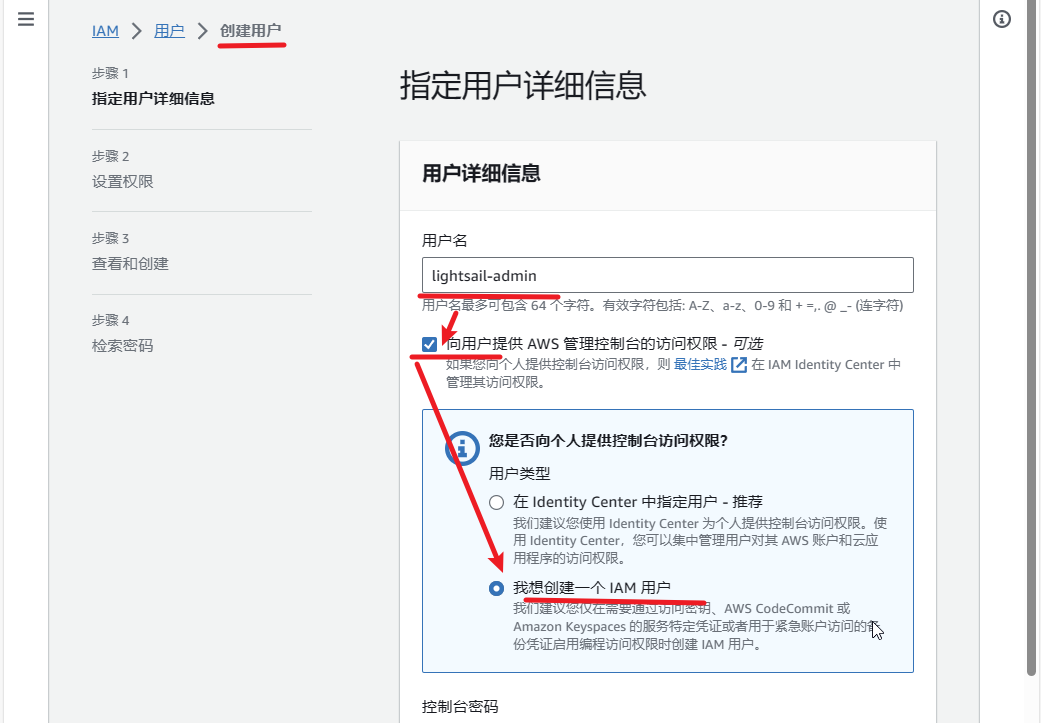 IAM > 用户 > 创建用户
步骤 1
指定用户详细信息
步骤 2
设置权限
步骤 3
查看和创建
步骤 4
检索密码
指定用户详细信息
用户详细信息
用户名
lightsail-admin
用户名最多可包含 64 个字符。有效字符包括: A-Z、a-z、0-9 和 + =,. @ _- (连字符)
向用户提供 AWS 管理控制台的访问权限 - 可选
如果您向个人提供控制台访问权限，则 最佳实践 在 IAM Identity Center 中
管理其访问权限。
您是否向个人提供控制台访问权限?
用户类型
在 Identity Center 中指定用户 - 推荐
我们建议您使用 Identity Center 为个人提供控制台访问权限。使
用 Identity Center，您可以集中管理用户对其 AWS 账户和云应
用程序的访问权限。
我想创建一个 IAM 用户
我们建议您仅在需要通过访问密钥、AWS CodeCommit 或
Amazon Keyspaces 的服务特定凭证或者用于紧急账户访问的备
份凭证启用编程访问权限时创建 IAM 用户。
控制台密码